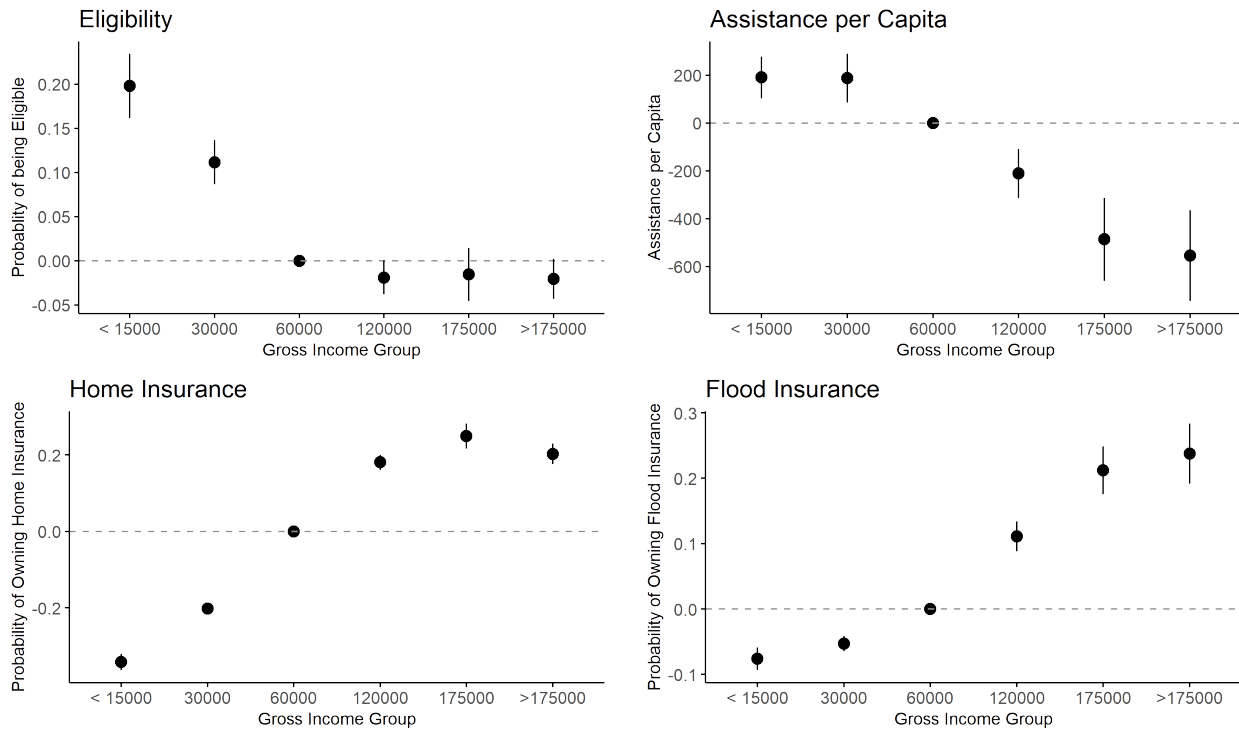 Eligibility
Probablity of being Eligible
0.20
0.15
0.10
0.05
0.00
-0.05
< 15000 30000 60000 120000 175000 >175000
Gross Income Group
Assistance per Capita
Assistance per Capita
200
0
-200
-400
-600
< 15000 30000 60000 120000 175000 >175000
Gross Income Group
Home Insurance
Probability of Owning Home Insurance
0.2
0.0
-0.2
< 15000 30000 60000 120000 175000 >175000
Gross Income Group
Flood Insurance
Probability of Owning Flood Insurance
0.3
0.2
0.1
0.0
-0.1
< 15000 30000 60000 120000 175000 >175000
Gross Income Group